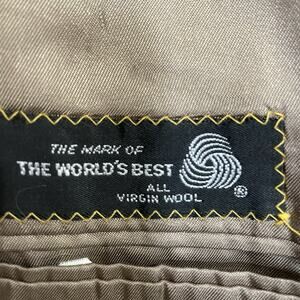 THE MARK OF
THE WORLD'S BEST
ALL
VIRGIN WOOL
®